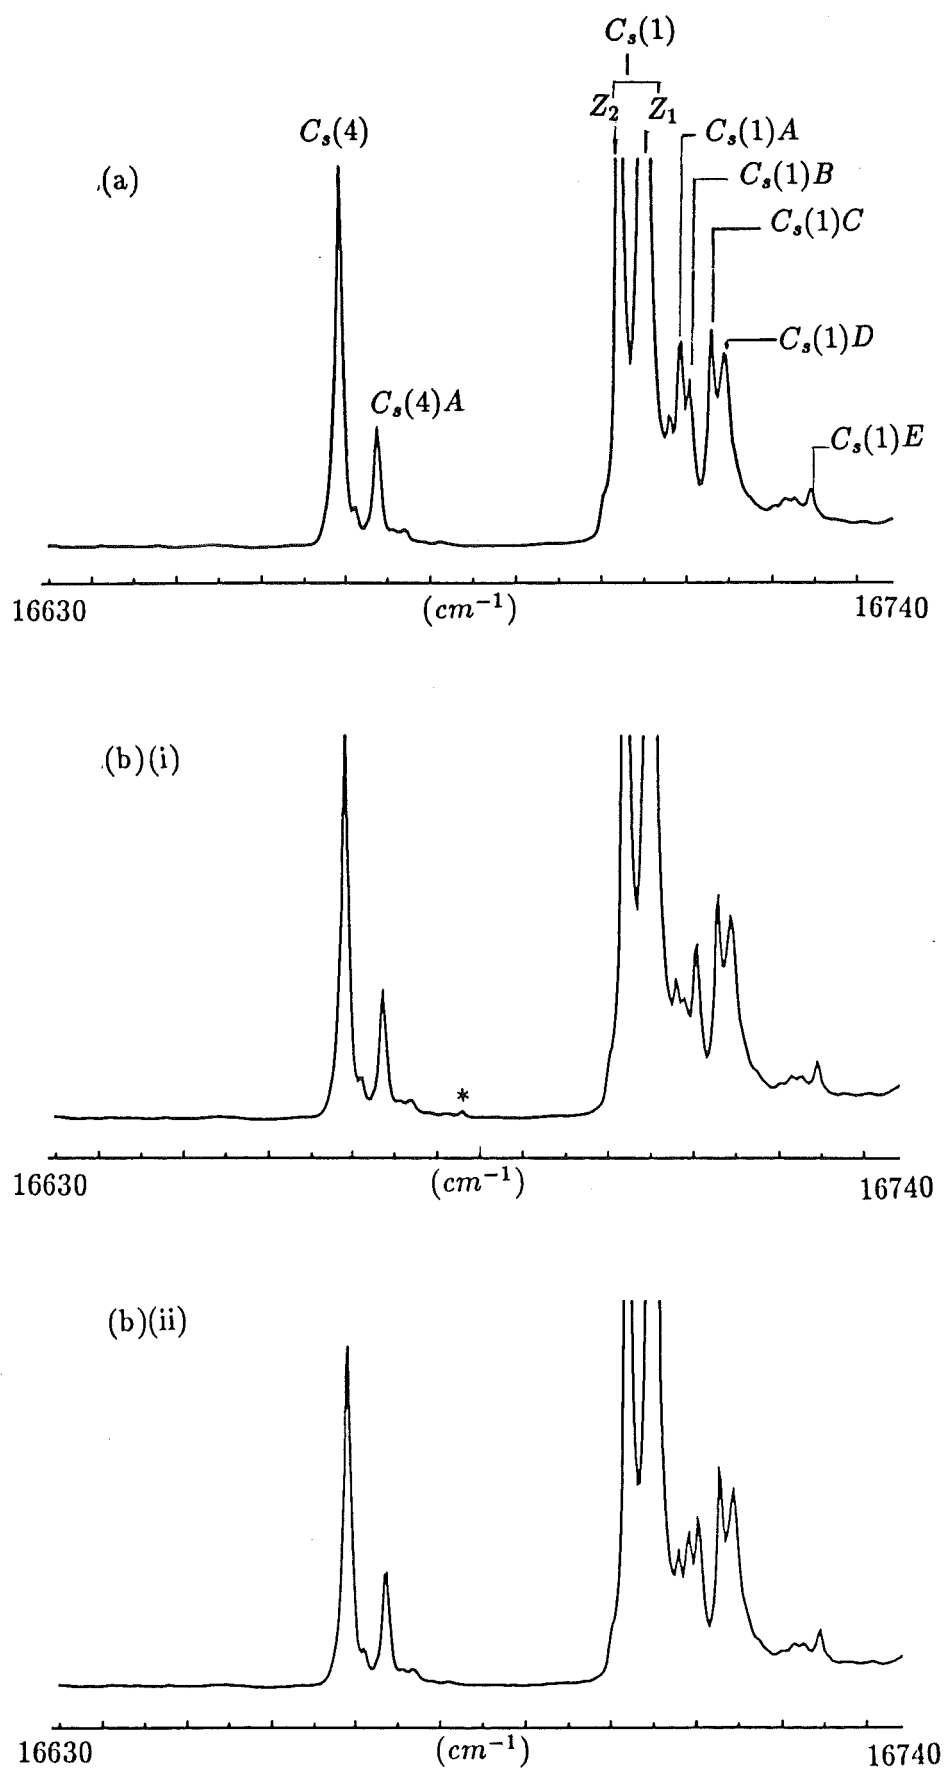 C_s(1)
Z_2 Z_1
C_s(4)
C_s(1)A
(a)
C_s(1)B
C_s(1)C
C_s(1)D
C_s(4)A
C_s(1)E
16630 (cm^{-1}) 16740
(b)(i)
*
16630 (cm^{-1}) 16740
(b)(ii)
16630 (cm^{-1}) 16740